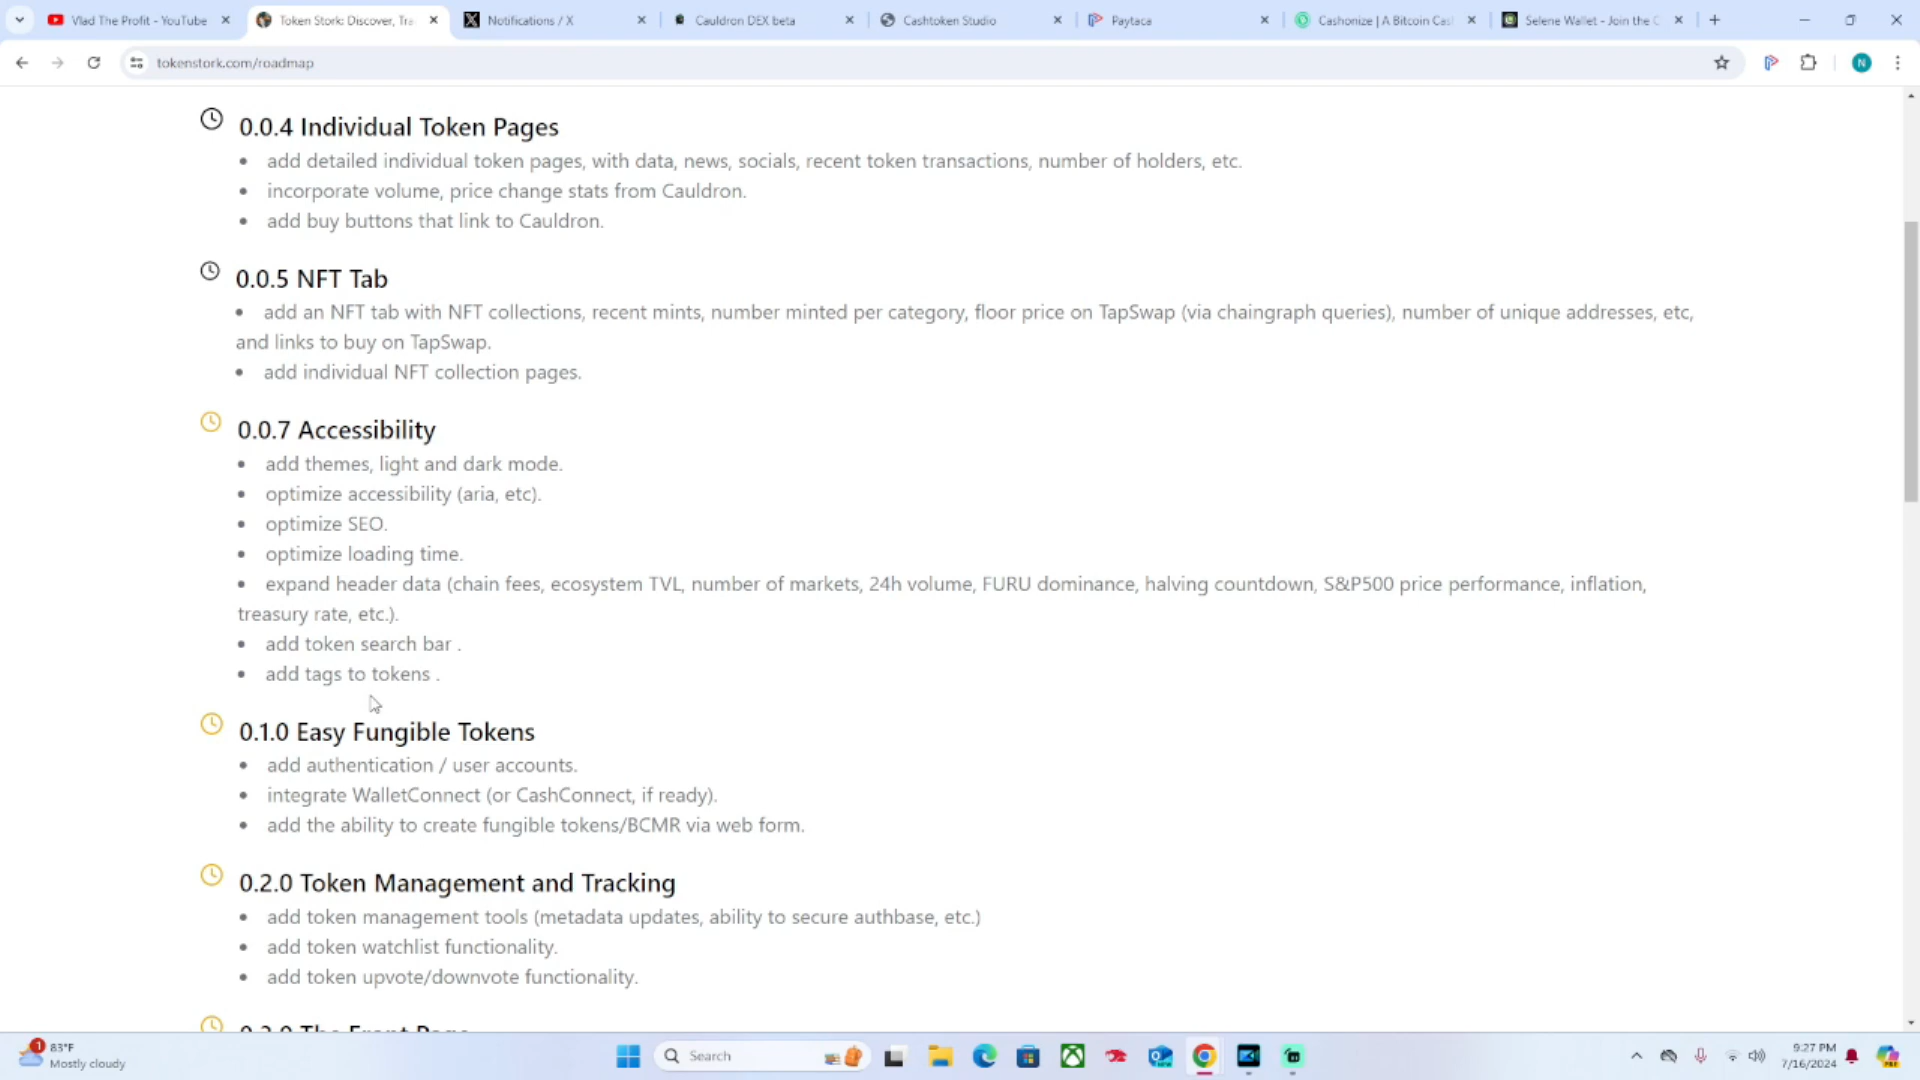 Vlad The Profit - YouTube
Token Stork: Discover, Tra
Notifications / X
Cauldron DEX beta
Cashtoken Studio
Paytaca
Cashonize | A Bitcoin Cas
Selene Wallet - Join the C
tokenstork.com/roadmap
N
0.0.4 Individual Token Pages
• add detailed individual token pages, with data, news, socials, recent token transactions, number of holders, etc.
• incorporate volume, price change stats from Cauldron.
• add buy buttons that link to Cauldron.
0.0.5 NFT Tab
• add an NFT tab with NFT collections, recent mints, number minted per category, floor price on TapSwap (via chaingraph queries), number of unique addresses, etc,
and links to buy on TapSwap.
• add individual NFT collection pages.
0.0.7 Accessibility
• add themes, light and dark mode.
• optimize accessibility (aria, etc).
• optimize SEO.
• optimize loading time.
• expand header data (chain fees, ecosystem TVL, number of markets, 24h volume, FURU dominance, halving countdown, S&P500 price performance, inflation,
treasury rate, etc.).
• add token search bar .
• add tags to tokens .
0.1.0 Easy Fungible Tokens
• add authentication / user accounts.
• integrate WalletConnect (or CashConnect, if ready).
• add the ability to create fungible tokens/BCMR via web form.
0.2.0 Token Management and Tracking
• add token management tools (metadata updates, ability to secure authbase, etc.)
• add token watchlist functionality.
• add token upvote/downvote functionality.
0.3.0 The Front Page
1
83°F
Mostly cloudy
Search
9:27 PM
7/16/2024